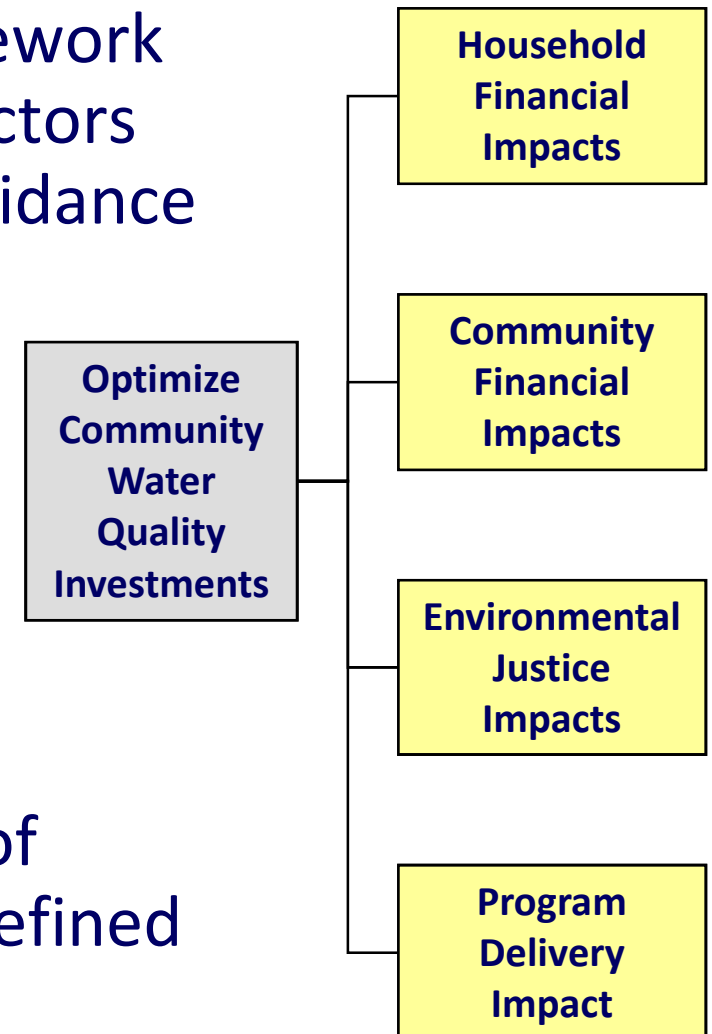 ework
ctors
idance
Optimize
Community
Water
Quality
Investments
of
efined
Household
Financial
Impacts
Community
Financial
Impacts
Environmental
Justice
Impacts
Program
Delivery
Impact